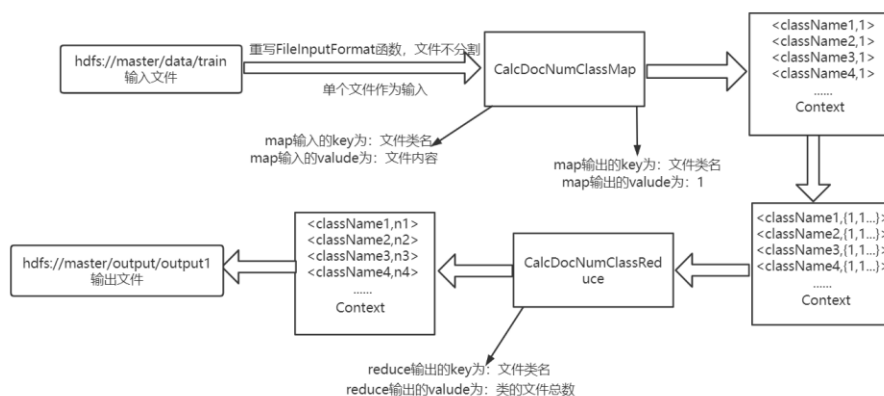 hdfs://master/data/train
输入文件
重写FileInputFormat函数，文件不分割
单个文件作为输入
CalcDocNumClassMap
<className1,1>
<className2,1>
<className3,1>
<className4,1>
......
Context
map输入的key为：文件类名
map输入的valude为：文件内容
map输出的key为：文件类名
map输出的valude为：1
<className1,{1,1...}>
<className2,{1,1...}>
<className3,{1,1...}>
<className4,{1,1...}>
......
Context
CalcDocNumClassRed
uce
<className1,n1>
<className2,n2>
<className3,n3>
<className4,n4>
......
Context
hdfs://master/output/output1
输出文件
reduce输出的key为：文件类名
reduce输出的valude为：类的文件总数